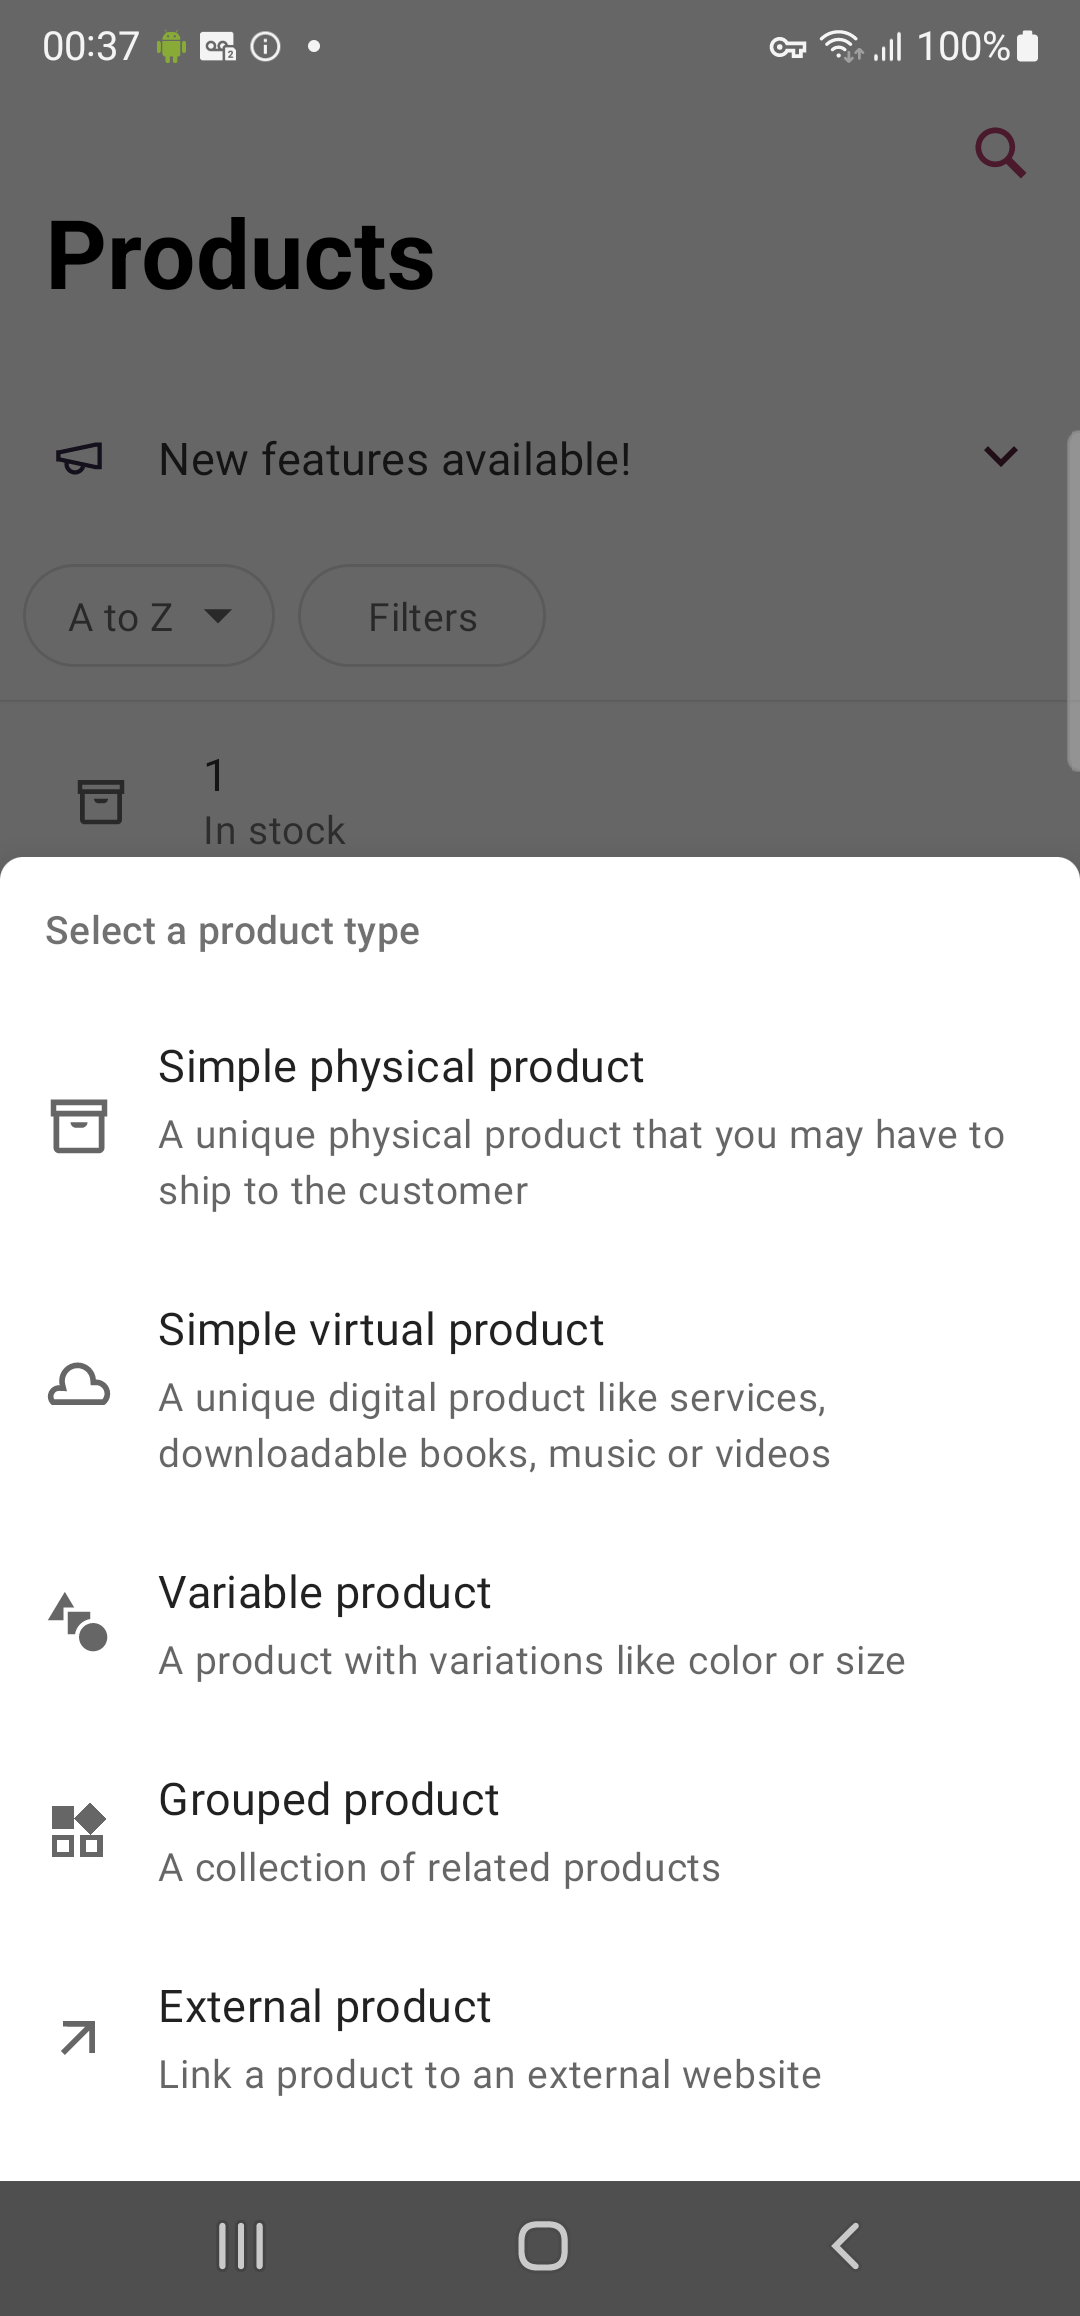 00:37
100%
Products
New features available!
A to Z
Filters
1
In stock
Select a product type
Simple physical product
A unique physical product that you may have to
ship to the customer
Simple virtual product
A unique digital product like services,
downloadable books, music or videos
Variable product
A product with variations like color or size
Grouped product
A collection of related products
External product
Link a product to an external website